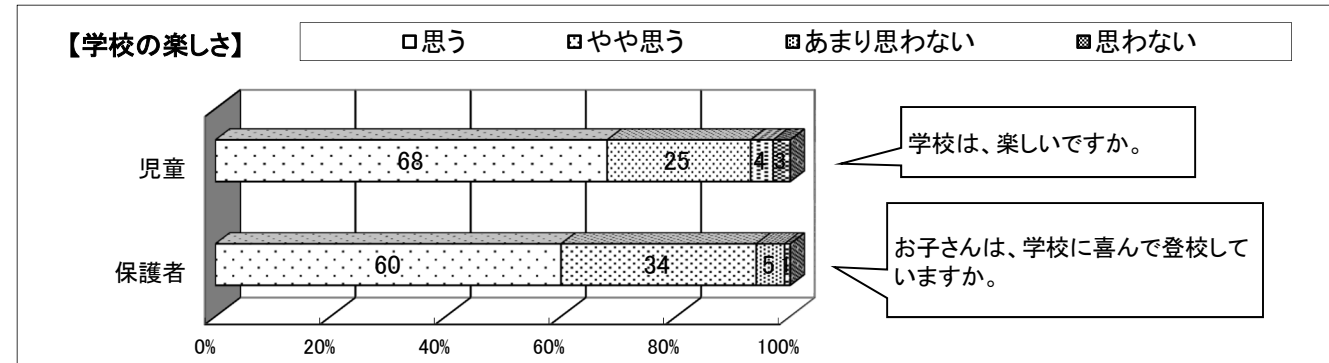 【学校の楽しさ】
思う やや思う あまり思わない 思わない
児童 68 25 4 3
学校は、楽しいですか。
保護者 60 34 5 1
お子さんは、学校に喜んで登校して
いますか。
0% 20% 40% 60% 80% 100%